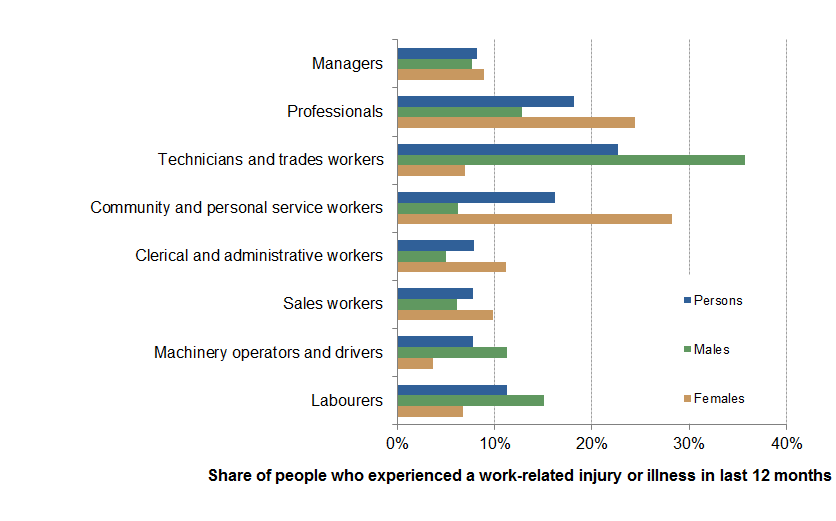 Managers
Professionals
Technicians and trades workers
Community and personal service workers
Clerical and administrative workers
Sales workers
Machinery operators and drivers
Labourers
Persons
Males
Females
0% 10% 20% 30% 40%
Share of people who experienced a work-related injury or illness in last 12 months